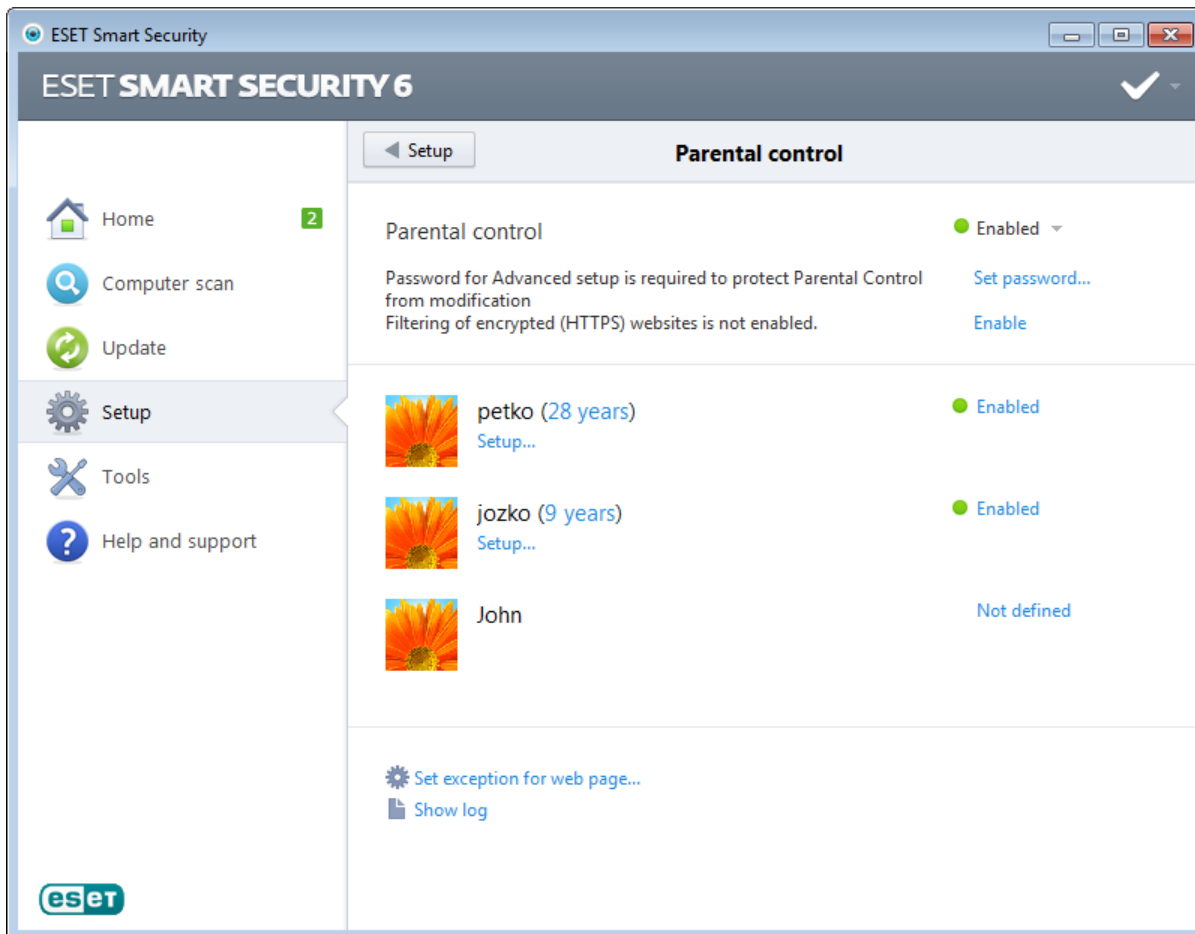 ESET Smart Security
ESET SMART SECURITY 6
Setup
Parental control
Home 2
Computer scan
Update
Setup
Tools
Help and support
Parental control Enabled
Password for Advanced setup is required to protect Parental Control Set password...
from modification
Filtering of encrypted (HTTPS) websites is not enabled. Enable
petko (28 years) Enabled
Setup...
jozko (9 years) Enabled
Setup...
John Not defined
Set exception for web page...
Show log
eseT